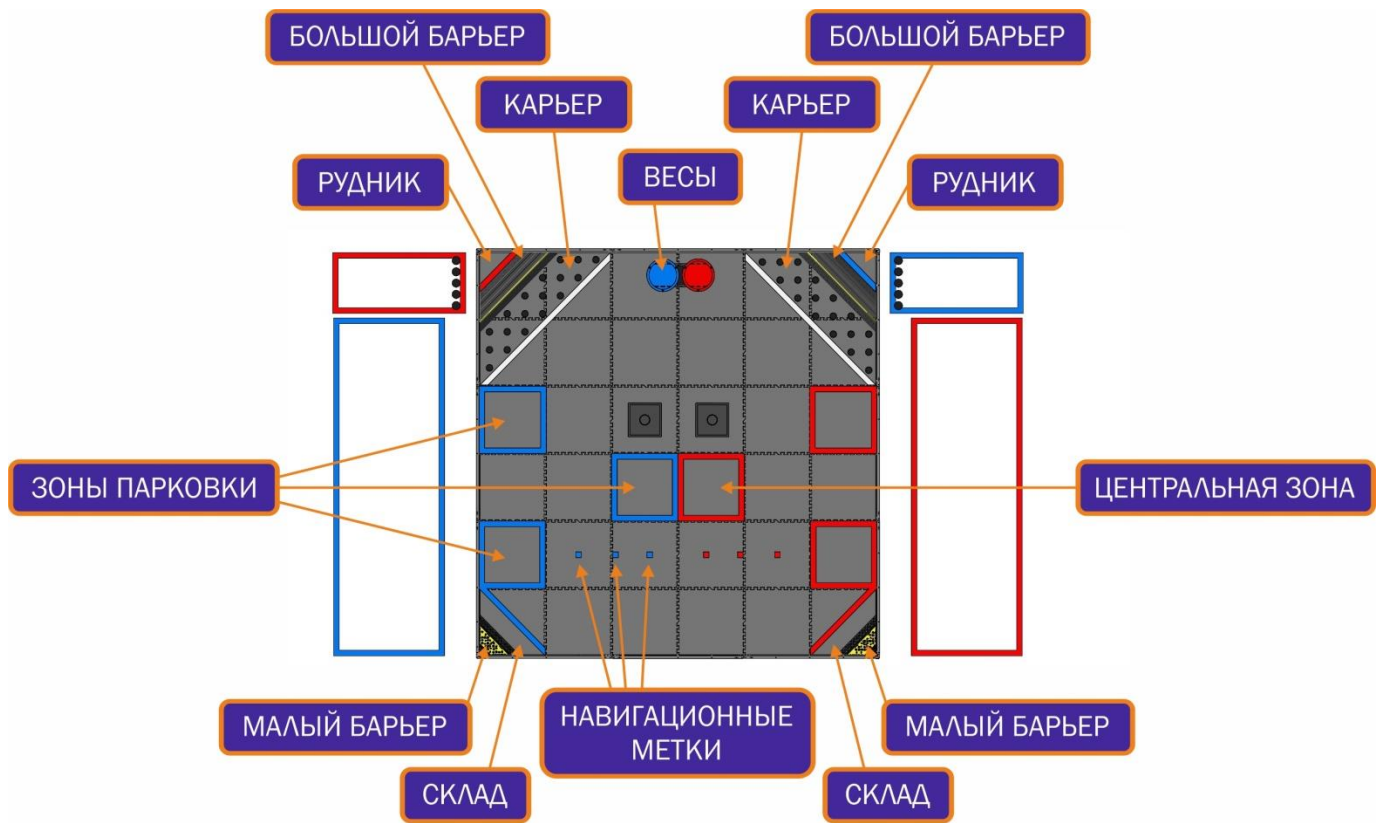 БОЛЬШОЙ БАРЬЕР
БОЛЬШОЙ БАРЬЕР
КАРЬЕР
КАРЬЕР
РУДНИК
ВЕСЫ
РУДНИК
ЗОНЫ ПАРКОВКИ
ЦЕНТРАЛЬНАЯ ЗОНА
МАЛЫЙ БАРЬЕР
НАВИГАЦИОННЫЕ
МЕТКИ
МАЛЫЙ БАРЬЕР
СКЛАД
СКЛАД